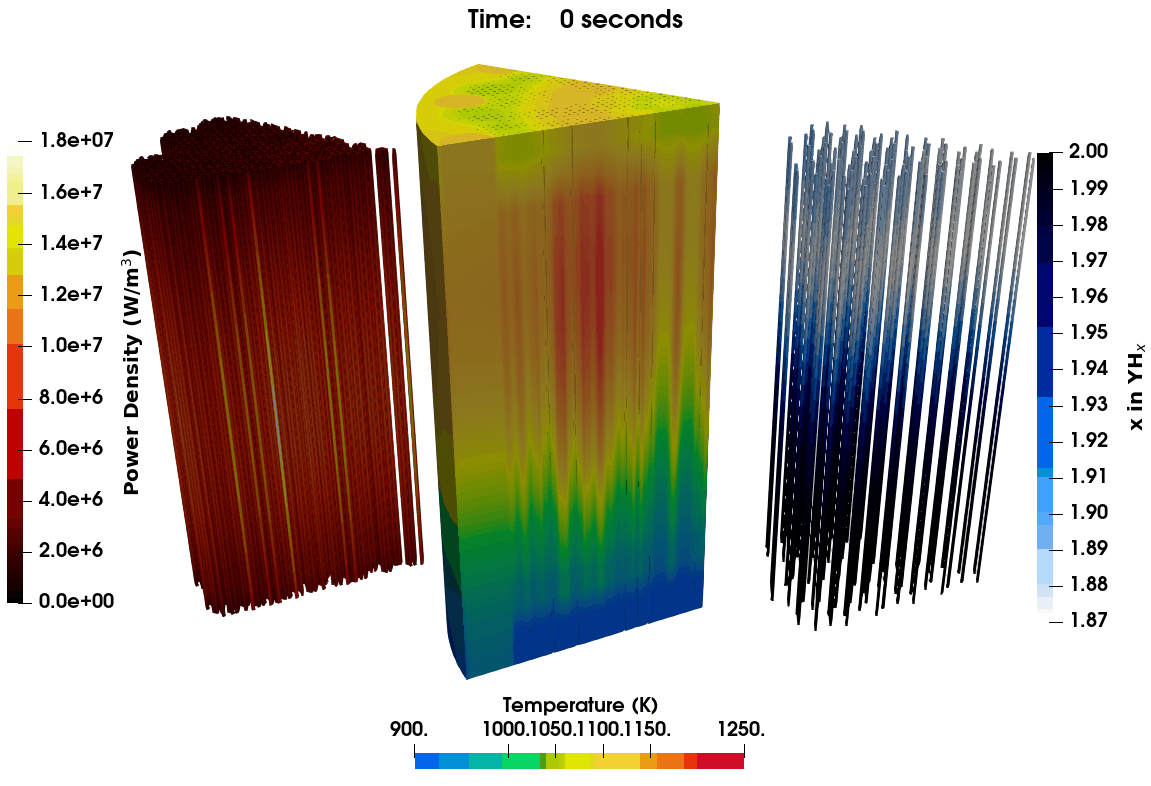 Time: 0 seconds
1.8e+07
1.6e+7
1.4e+7
1.2e+7
1.0e+7
8.0e+6
6.0e+6
4.0e+6
2.0e+6
0.0e+00
Power Density (W/m³)
2.00
1.99
1.98
1.97
1.96
1.95
1.93
1.92
1.91
1.90
1.89
1.88
1.87
x in YHₓ
Temperature (K)
900. 1000. 1050. 1100. 1150. 1250.